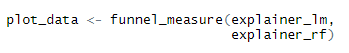 plot_data <- funnel_measure(explainer_lm,
                            explainer_rf)